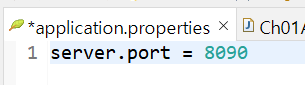 *application.properties × Ch01A
1 server.port = 8090